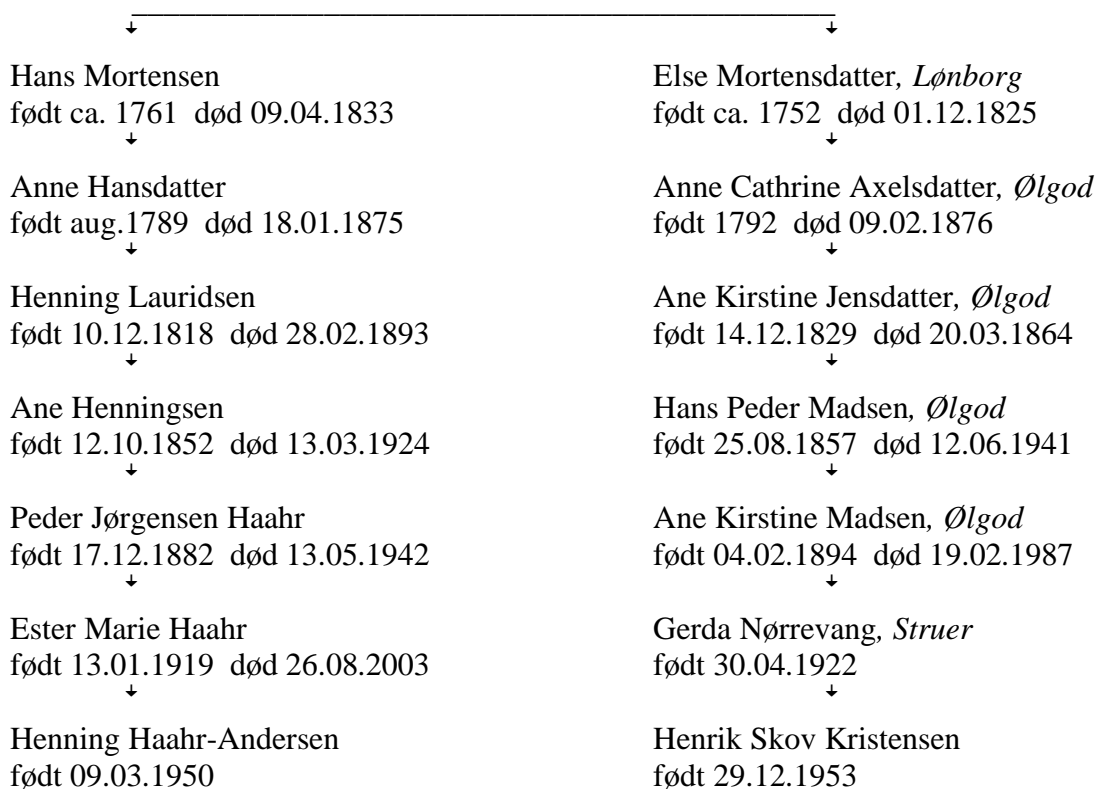 Hans Mortensen
født ca. 1761 død 09.04.1833
Anne Hansdatter
født aug.1789 død 18.01.1875
Henning Lauridsen
født 10.12.1818 død 28.02.1893
Ane Henningsen
født 12.10.1852 død 13.03.1924
Peder Jørgensen Haahr
født 17.12.1882 død 13.05.1942
Ester Marie Haahr
født 13.01.1919 død 26.08.2003
Henning Haahr-Andersen
født 09.03.1950
Else Mortensdatter, Lønborg
født ca. 1752 død 01.12.1825
Anne Cathrine Axelsdatter, Ølgod
født 1792 død 09.02.1876
Ane Kirstine Jensdatter, Ølgod
født 14.12.1829 død 20.03.1864
Hans Peder Madsen, Ølgod
født 25.08.1857 død 12.06.1941
Ane Kirstine Madsen, Ølgod
født 04.02.1894 død 19.02.1987
Gerda Nørrevang, Struer
født 30.04.1922
Henrik Skov Kristensen
født 29.12.1953